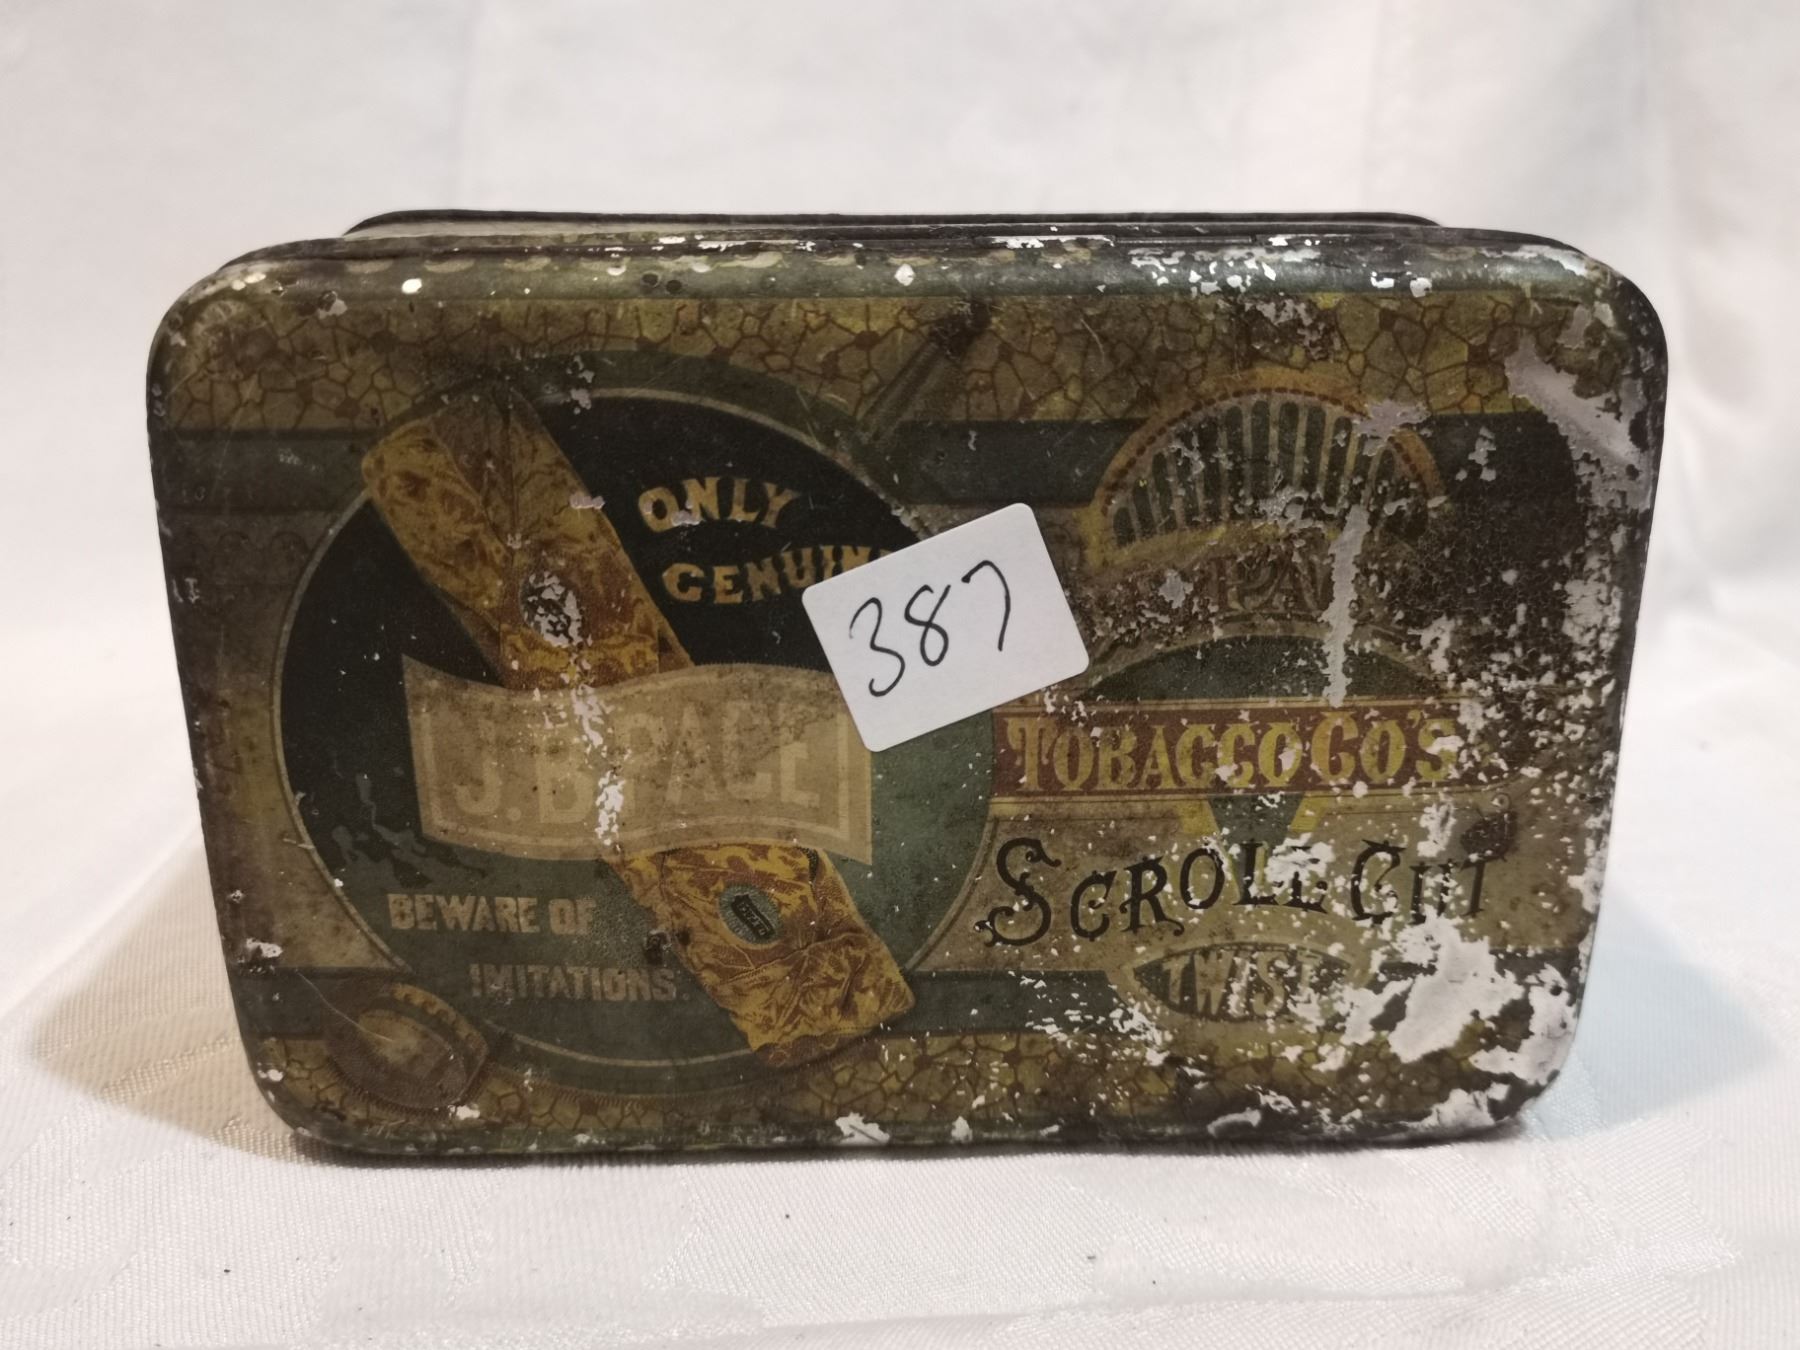 ONLY
GENUINE
387
J.B. PACE
TOBACCO CO'S
SCROLL CUT
TWIST
BEWARE OF
IMITATIONS.